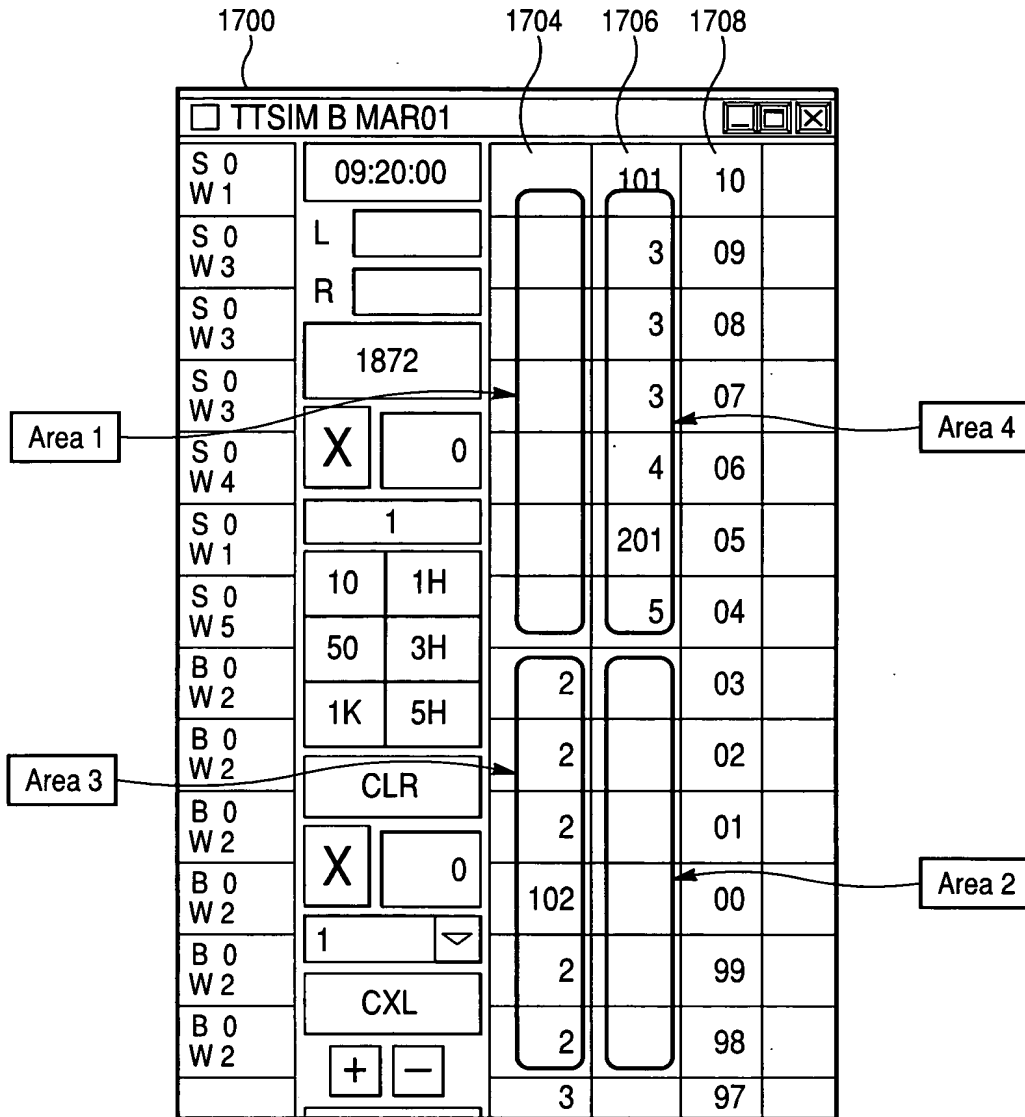 1700 1704 1706 1708
TTSIM B MAR01
S 0
W 1
09:20:00
101 10
S 0
W 3
L
3 09
R
S 0
W 3
3 08
1872
S 0
W 3
3 07
Area 1
Area 4
X 0
S 0
W 4
4 06
1
S 0
W 1
201 05
10 1H
S 0
W 5
5 04
50 3H
B 0
W 2
2 03
1K 5H
B 0
W 2
2 02
Area 3
CLR
B 0
W 2
2 01
X 0
B 0
W 2
102 00
Area 2
1
B 0
W 2
2 99
CXL
B 0
W 2
2 98
+ −
3 97